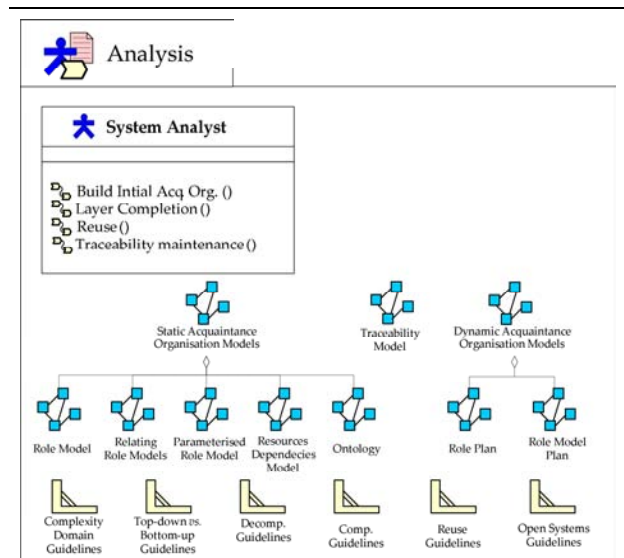 Analysis
System Analyst
Build Intial Acq Org. ()
Layer Completion ()
Reuse ()
Traceability maintenance ()
Static Acquaintance
Organisation Models
Traceability
Model
Dynamic Acquaintance
Organisation Models
Role Model
Relating
Role Models
Parameterised
Role Model
Resources
Dependecies
Model
Ontology
Role Plan
Role Model
Plan
Complexity
Domain
Guidelines
Top-down vs.
Bottom-up
Guidelines
Decomp.
Guidelines
Comp.
Guidelines
Reuse
Guidelines
Open Systems
Guidelines